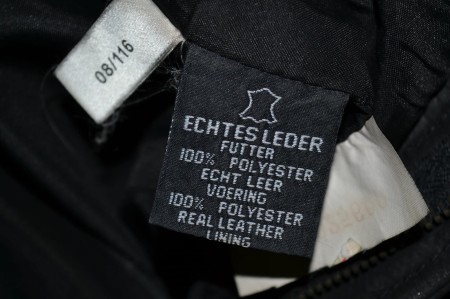 08/116
ECHTES LEDER
FUTTER
100% POLYESTER
ECHT LEER
VOERING
100% POLYESTER
REAL LEATHER
LINING